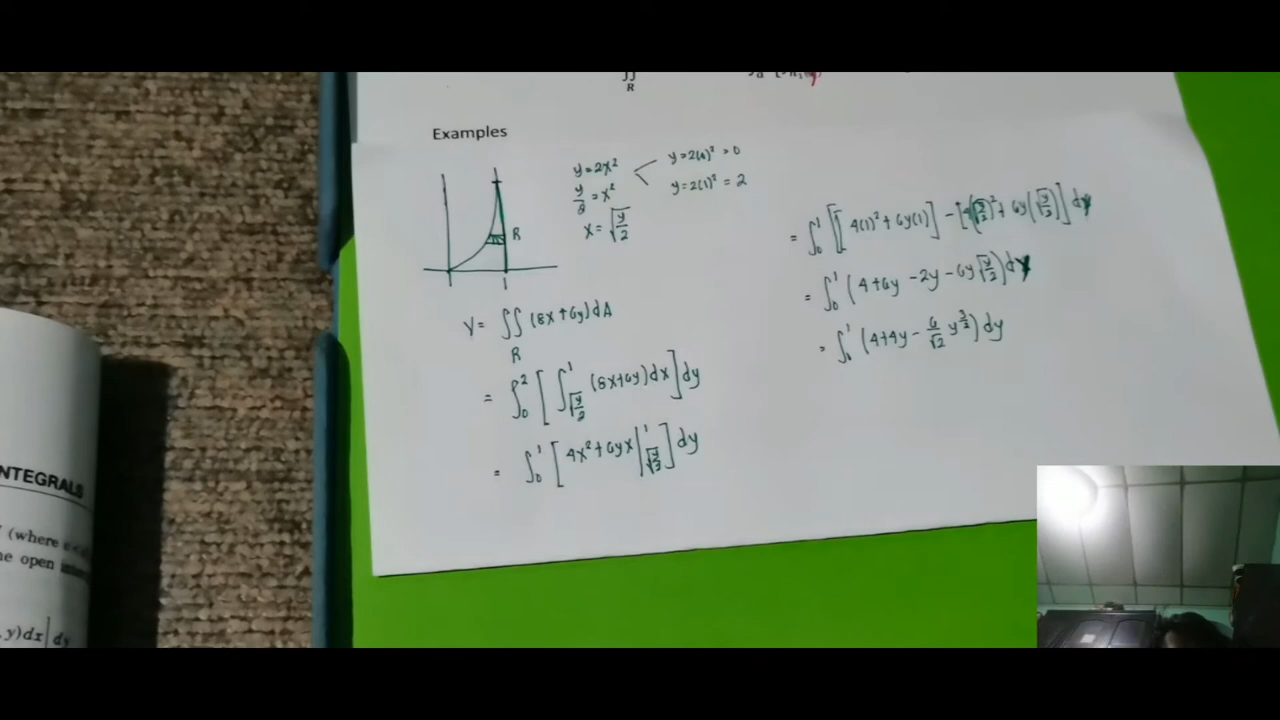 ∬
R
Examples
y=2x²
y/2 = x²
x = √(y/2)
y=2(0)² = 0
y=2(1)² = 2
R
1
V = ∬ (8x+6y)dA
R
= ∫₀² [∫_{√(y/2)}^1 (8x+6y)dx] dy
= ∫₀¹ [4x²+6yx |_{√(y/2)}^1] dy
= ∫₀¹ [[4(1)²+6y(1)] − [4(√(y/2))²+6y(√(y/2))]] dy
= ∫₀¹ (4+6y −2y −6y√(y/2)) dy
= ∫₀¹ (4+4y − 6/√2 y^{3/2}) dy
INTEGRALS
(where
open
, y)dx] dy